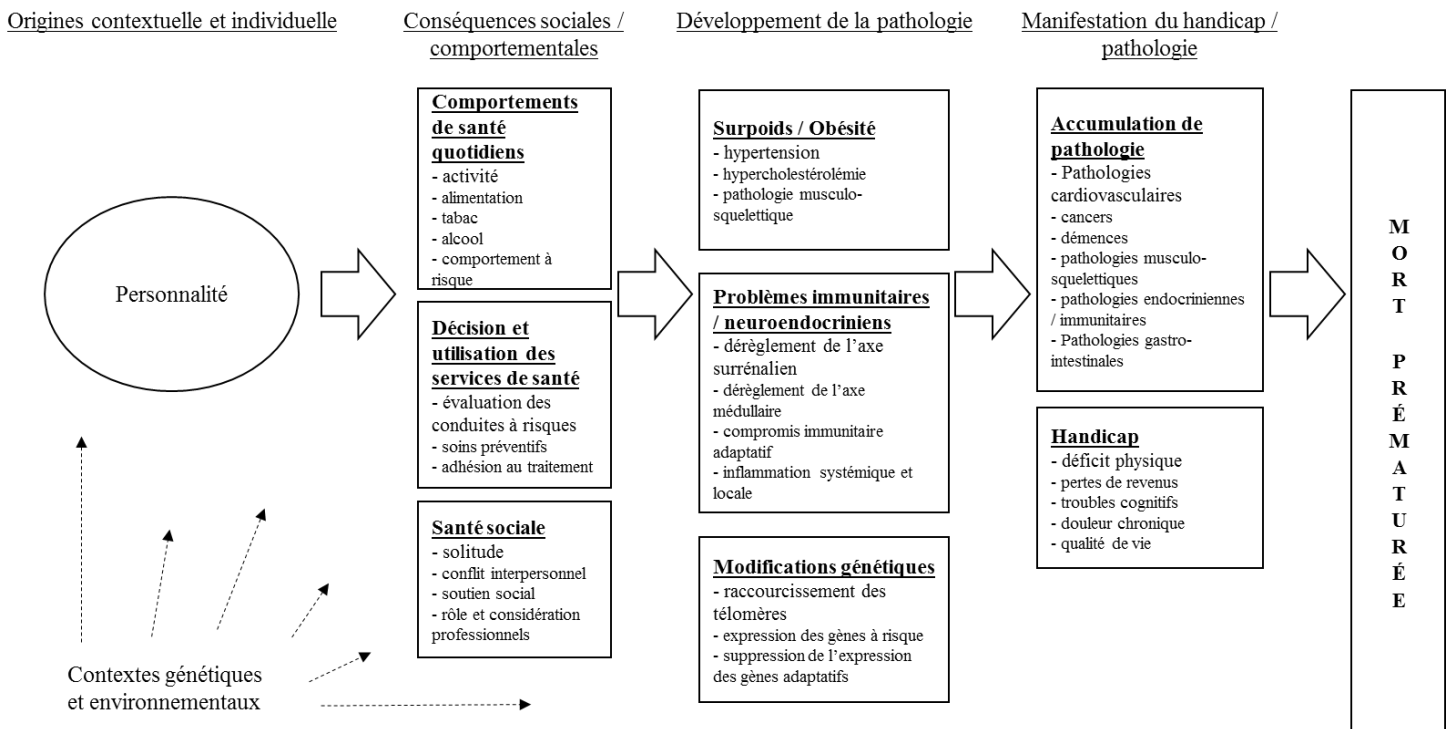 Origines contextuelle et individuelle
Conséquences sociales /
comportementales
Développement de la pathologie
Manifestation du handicap /
pathologie
Personnalité
Contextes génétiques
et environnementaux
Comportements
de santé
quotidiens
- activité
- alimentation
- tabac
- alcool
- comportement à
risque
Décision et
utilisation des
services de santé
- évaluation des
conduites à risques
- soins préventifs
- adhésion au traitement
Santé sociale
- solitude
- conflit interpersonnel
- soutien social
- rôle et considération
professionnels
Surpoids / Obésité
- hypertension
- hypercholestérolémie
- pathologie musculo-
squelettique
Problèmes immunitaires
/ neuroendocriniens
- dérèglement de l’axe
surrénalien
- dérèglement de l’axe
médullaire
- compromis immunitaire
adaptatif
- inflammation systémique et
locale
Modifications génétiques
- raccourcissement des
télomères
- expression des gènes à risque
- suppression de l’expression
des gènes adaptatifs
Accumulation de
pathologie
- Pathologies
cardiovasculaires
- cancers
- démences
- pathologies musculo-
squelettiques
- pathologies endocriniennes
/ immunitaires
- Pathologies gastro-
intestinales
Handicap
- déficit physique
- pertes de revenus
- troubles cognitifs
- douleur chronique
- qualité de vie
MORT PRÉMATURÉE